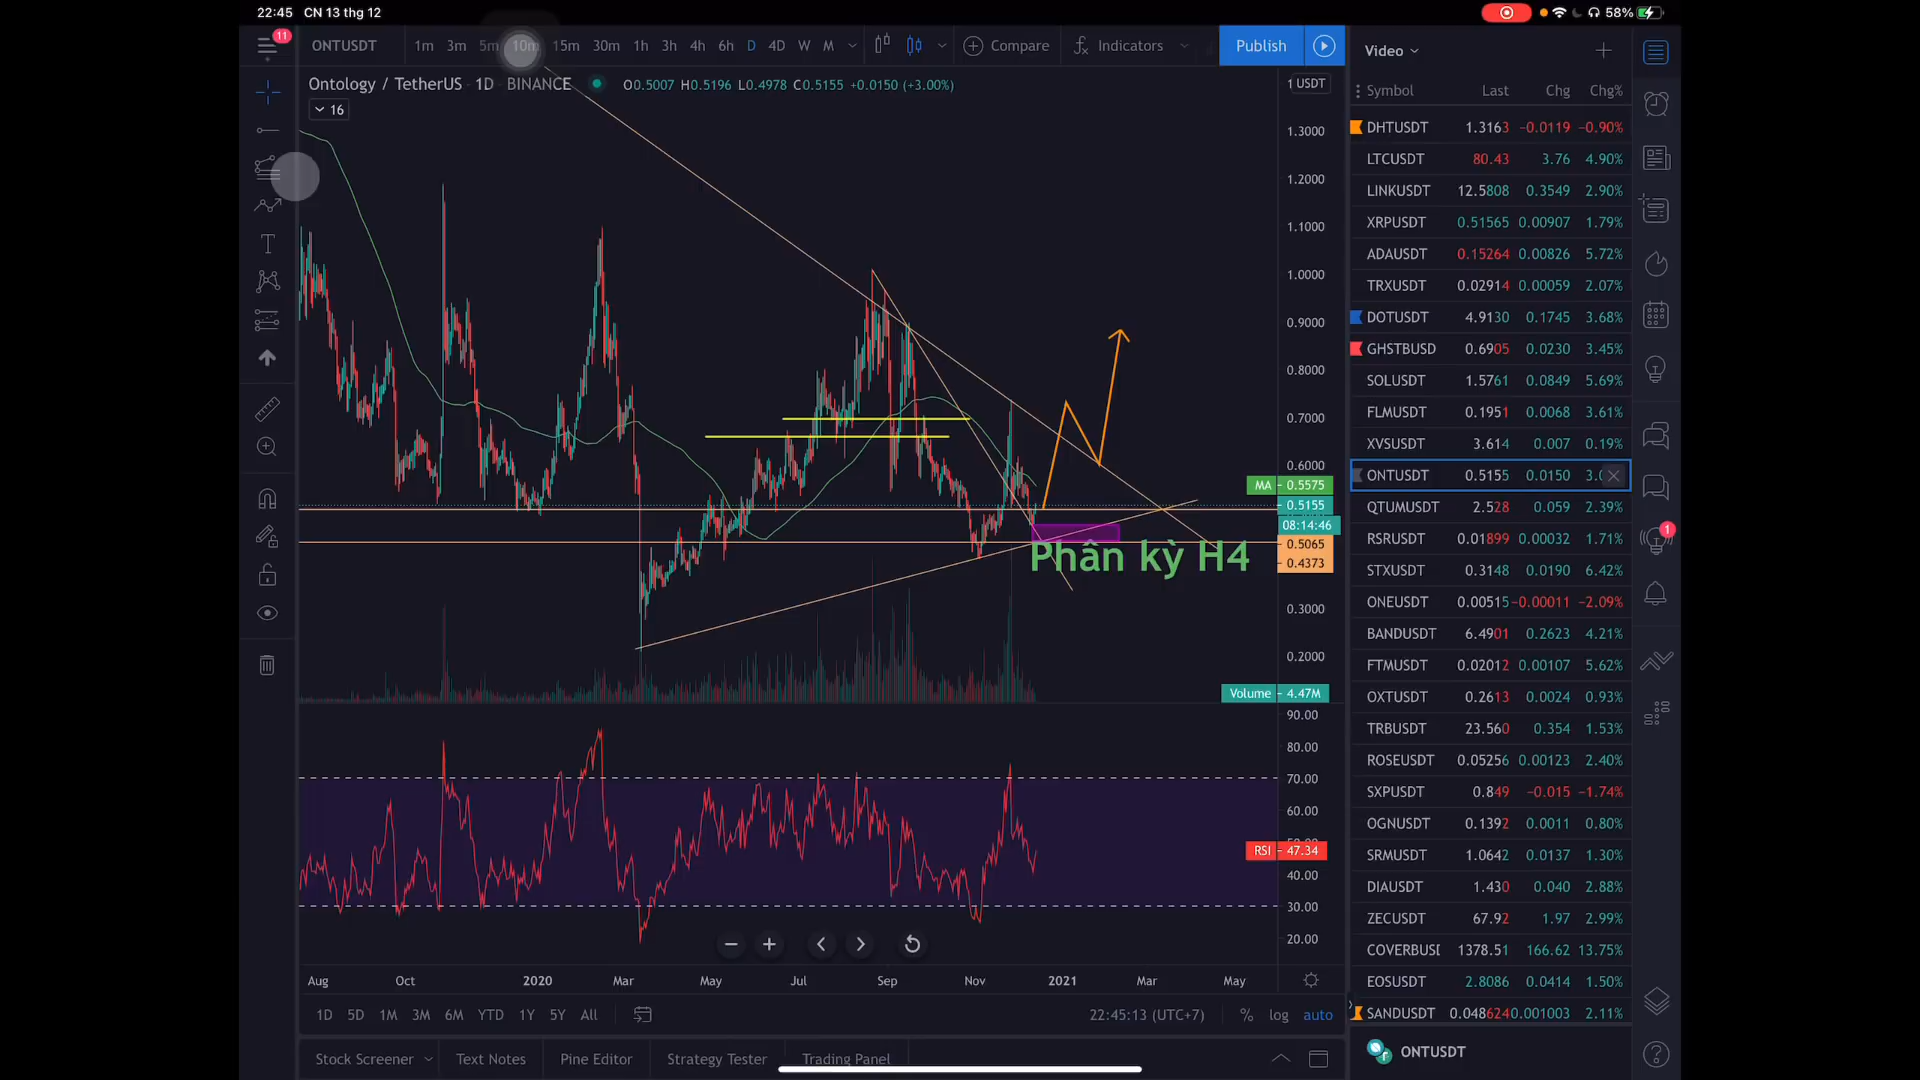 22:45 CN 13 thg 12
58%
11
ONTUSDT
1m 3m 5m 10m 15m 30m 1h 3h 4h 6h D 4D W M
Compare
Indicators
Publish
Ontology / TetherUS 1D BINANCE
O0.5007 H0.5196 L0.4978 C0.5155 +0.0150 (+3.00%)
16
1 USDT
1.3000
1.2000
1.1000
1.0000
0.9000
0.8000
0.7000
0.6000
MA 0.5575
0.5155
08:14:46
0.5065
0.4373
Phân kỳ H4
0.3000
0.2000
Volume 4.47M
90.00
80.00
70.00
60.00
RSI 47.34
40.00
30.00
20.00
Aug Oct 2020 Mar May Jul Sep Nov 2021 Mar May
1D 5D 1M 3M 6M YTD 1Y 5Y All
22:45:13 (UTC+7) % log auto
Stock Screener Text Notes Pine Editor Strategy Tester Trading Panel
Video
Symbol Last Chg Chg%
DHTUSDT 1.3163 −0.0119 −0.90%
LTCUSDT 80.43 3.76 4.90%
LINKUSDT 12.5808 0.3549 2.90%
XRPUSDT 0.51565 0.00907 1.79%
ADAUSDT 0.15264 0.00826 5.72%
TRXUSDT 0.02914 0.00059 2.07%
DOTUSDT 4.9130 0.1745 3.68%
GHSTBUSD 0.6905 0.0230 3.45%
SOLUSDT 1.5761 0.0849 5.69%
FLMUSDT 0.1951 0.0068 3.61%
XVSUSDT 3.614 0.007 0.19%
ONTUSDT 0.5155 0.0150 3.0
QTUMUSDT 2.528 0.059 2.39%
RSRUSDT 0.01899 0.00032 1.71%
STXUSDT 0.3148 0.0190 6.42%
ONEUSDT 0.00515 −0.00011 −2.09%
BANDUSDT 6.4901 0.2623 4.21%
FTMUSDT 0.02012 0.00107 5.62%
OXTUSDT 0.2613 0.0024 0.93%
TRBUSDT 23.560 0.354 1.53%
ROSEUSDT 0.05256 0.00123 2.40%
SXPUSDT 0.849 −0.015 −1.74%
OGNUSDT 0.1392 0.0011 0.80%
SRMUSDT 1.0642 0.0137 1.30%
DIAUSDT 1.430 0.040 2.88%
ZECUSDT 67.92 1.97 2.99%
COVERBUSD 1378.51 166.62 13.75%
EOSUSDT 2.8086 0.0414 1.50%
SANDUSDT 0.048624 0.001003 2.11%
ONTUSDT
1